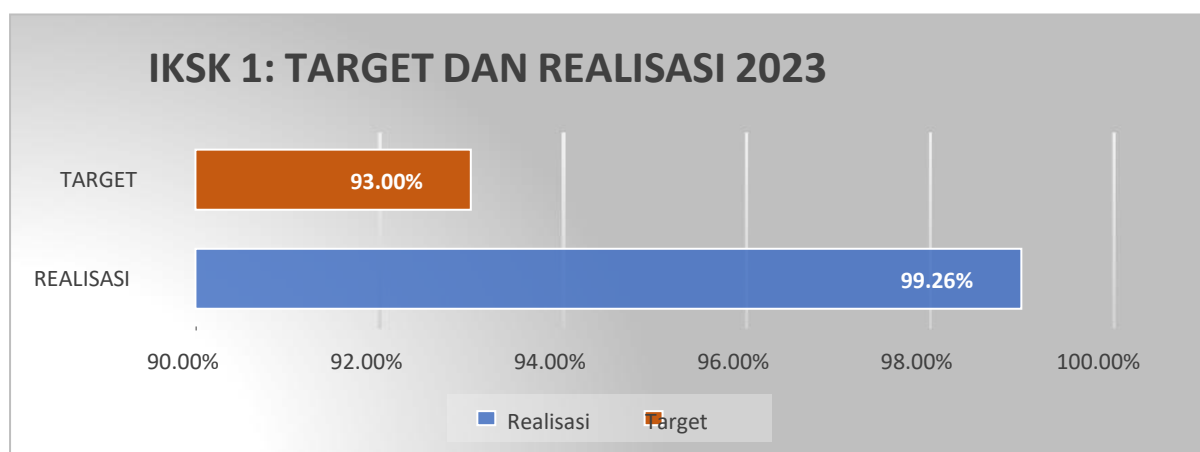 IKSK 1: TARGET DAN REALISASI 2023
TARGET
93.00%
REALISASI
99.26%
90.00% 92.00% 94.00% 96.00% 98.00% 100.00%
Realisasi Target